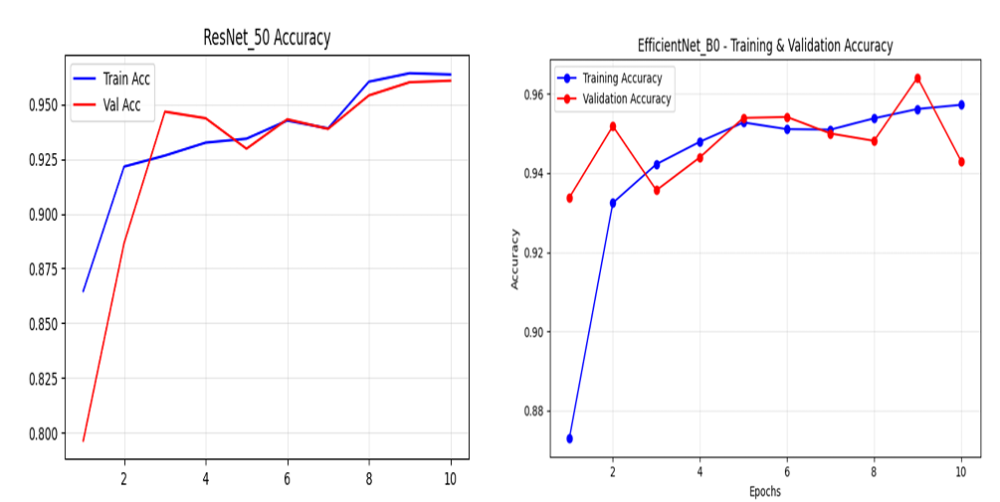 ResNet_50 Accuracy
Train Acc
Val Acc
0.950
0.925
0.900
0.875
0.850
0.825
0.800
2 4 6 8 10
EfficientNet_B0 - Training & Validation Accuracy
Training Accuracy
Validation Accuracy
Accuracy
0.96
0.94
0.92
0.90
0.88
2 4 6 8 10
Epochs